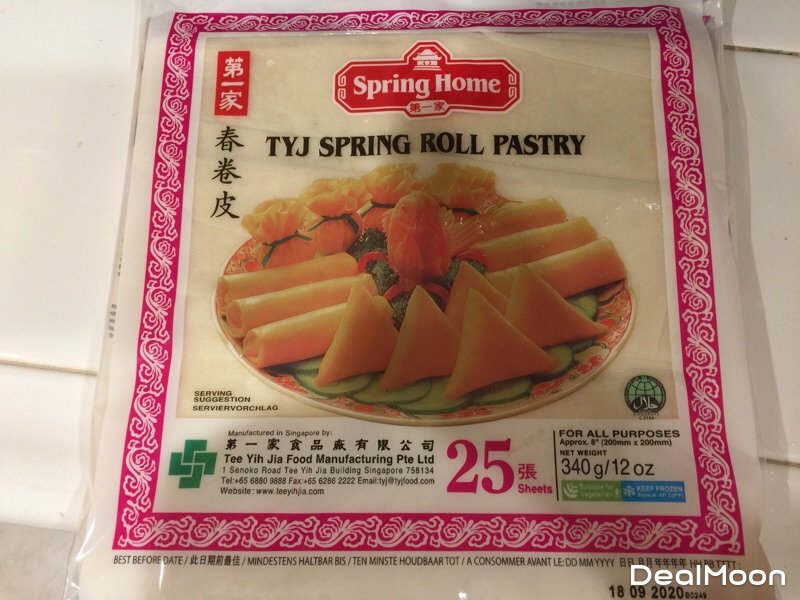 Spring Home
第一家
第一家
春卷皮
TYJ SPRING ROLL PASTRY
SERVING
SUGGESTION
SERVIERVORCHLAG
Manufactured in Singapore by:
第一家食品廠有限公司
Tee Yih Jia Food Manufacturing Pte Ltd
1 Senoko Road Tee Yih Jia Building Singapore 758134
Tel:+65 6880 9888 Fax:+65 6286 2222 Email:tyj@tyjfood.com
Website: www.teeyihjia.com
25張
Sheets
FOR ALL PURPOSES
Approx. 8" (200mm x 200mm)
NET WEIGHT
340g/12 oz
Suitable for
Vegetarian
KEEP FROZEN
BEST BEFORE DATE / 此日期前最佳 / MINDESTENS HALTBAR BIS / TEN MINSTE HOUDBAAR TOT / A CONSOMMER AVANT LE: DD MM YYYY
18 09 2020
DealMoon